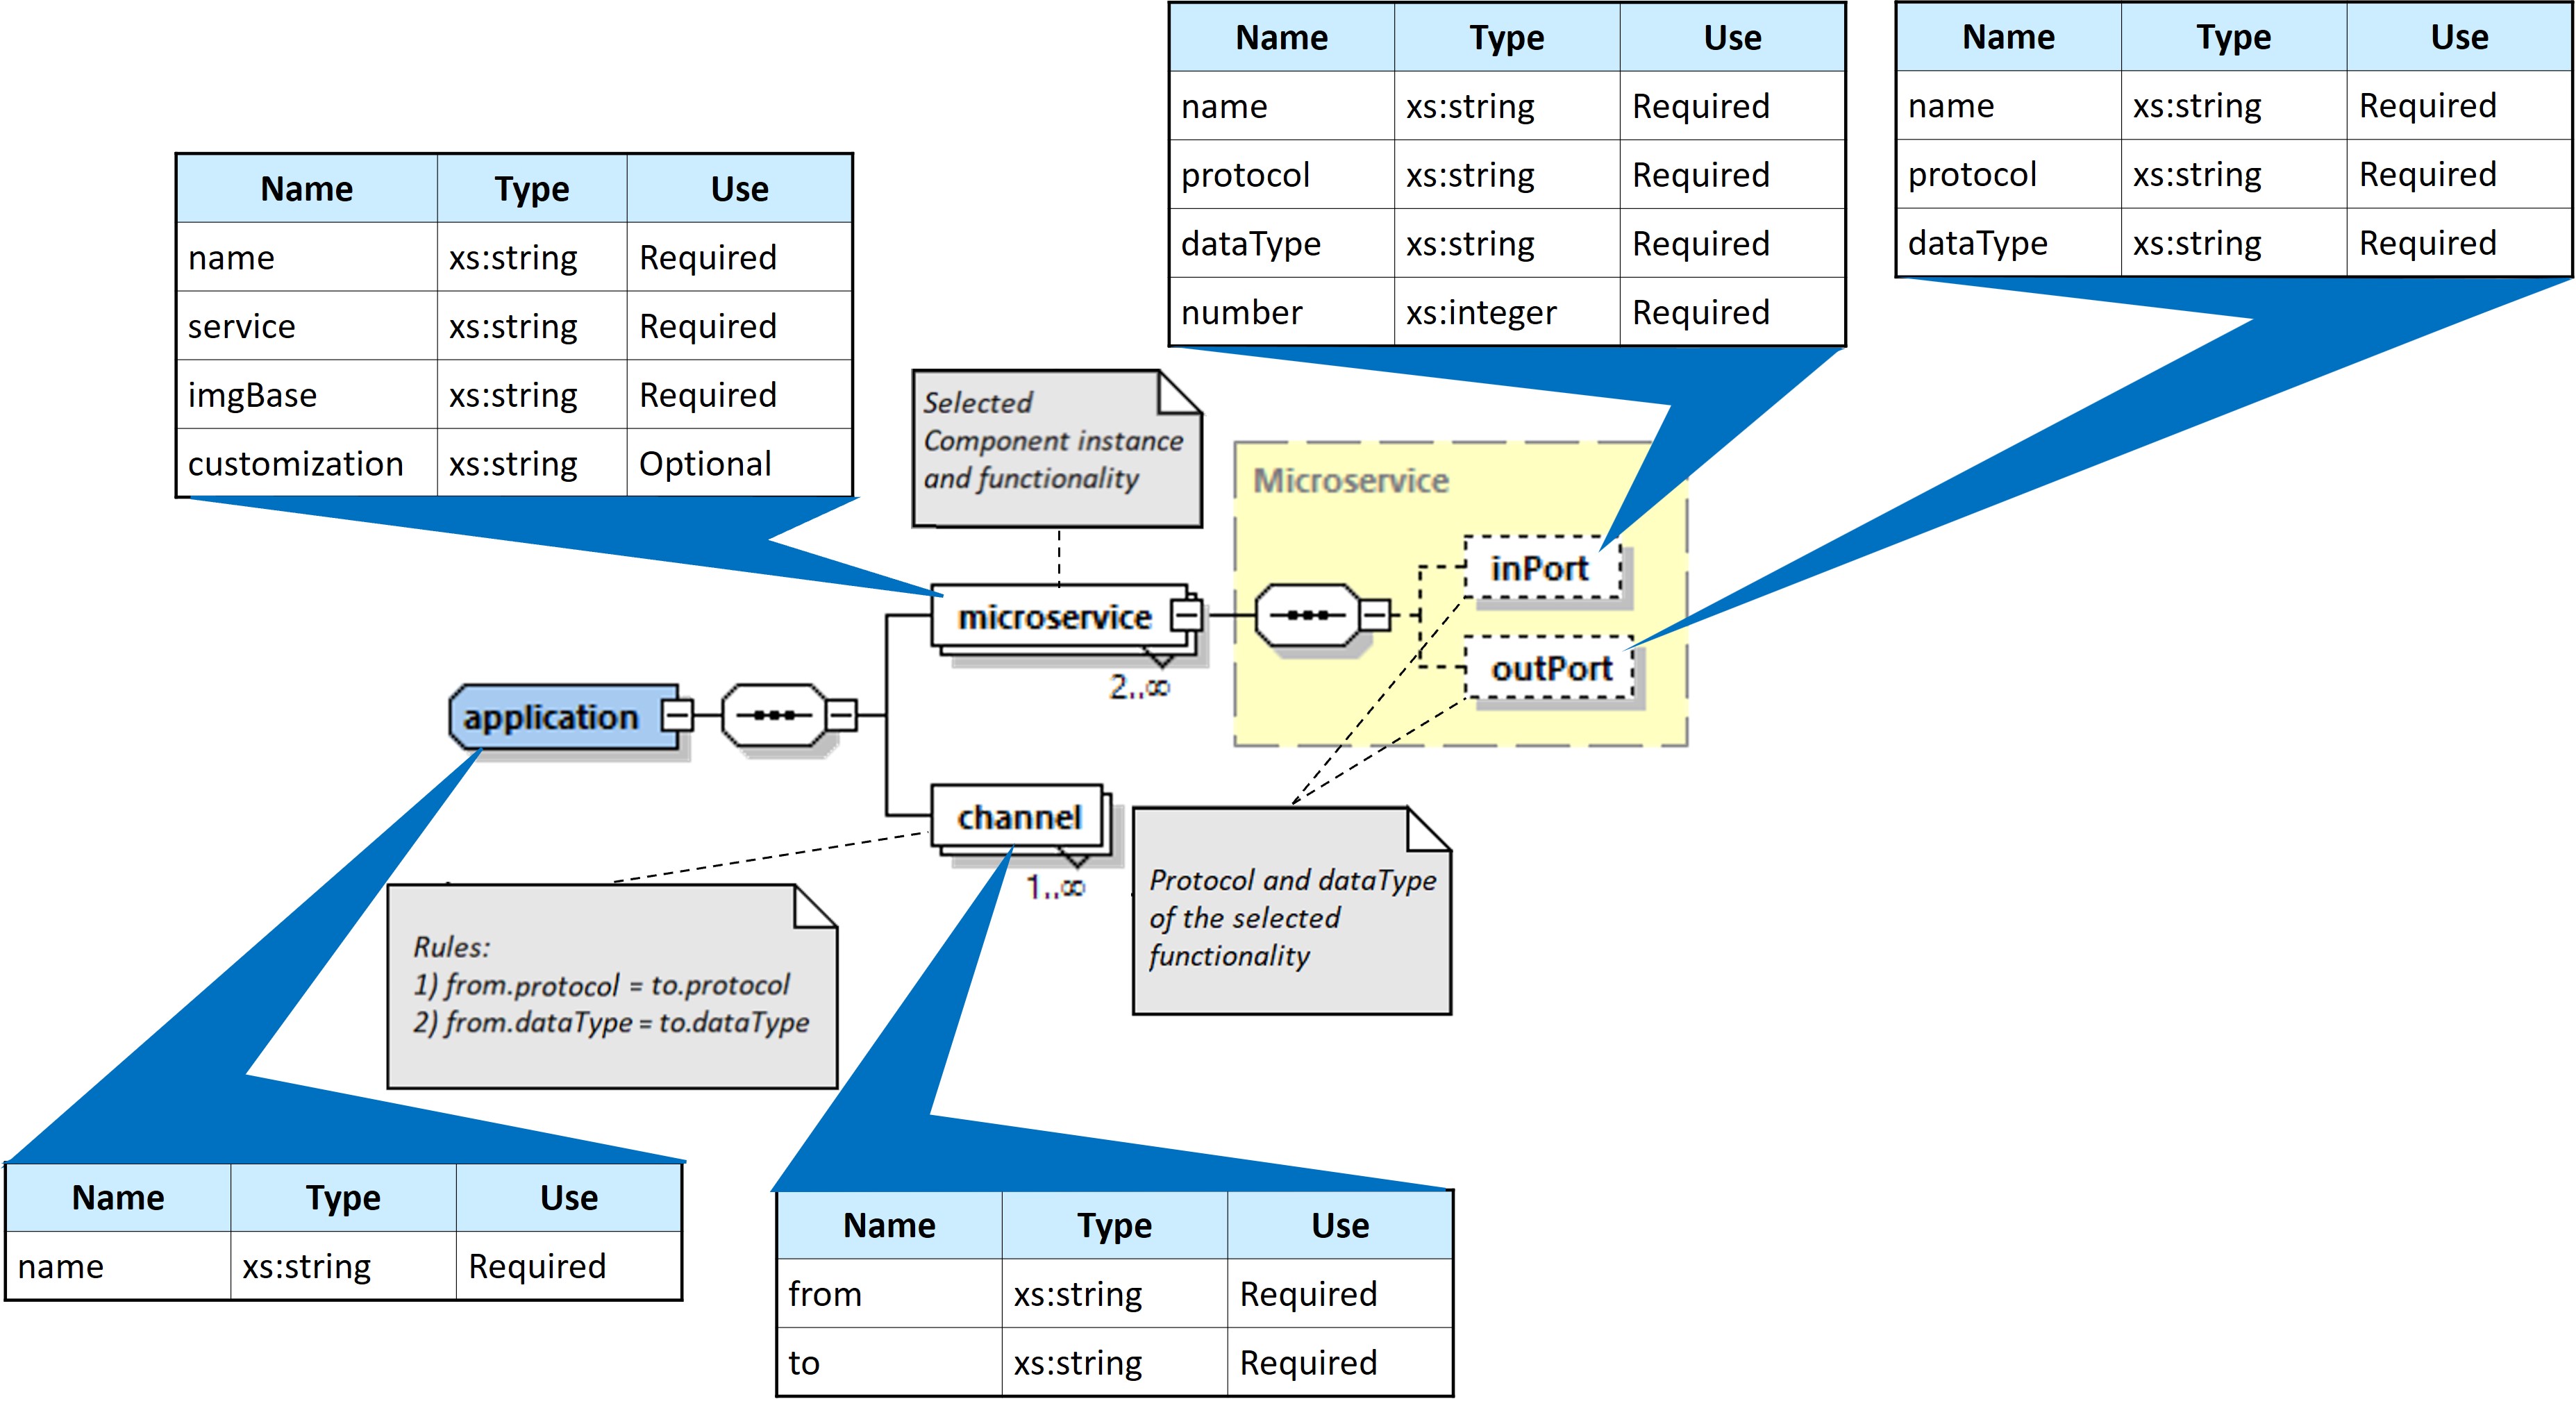 Name Type Use
name xs:string Required
protocol xs:string Required
dataType xs:string Required
number xs:integer Required
Name Type Use
name xs:string Required
protocol xs:string Required
dataType xs:string Required
Name Type Use
name xs:string Required
service xs:string Required
imgBase xs:string Required
customization xs:string Optional
Selected
Component instance
and functionality
Microservice
inPort
microservice
2..∞
outPort
application
channel
1..∞
Protocol and dataType
of the selected
functionality
Rules:
1) from.protocol = to.protocol
2) from.dataType = to.dataType
Name Type Use
name xs:string Required
Name Type Use
from xs:string Required
to xs:string Required